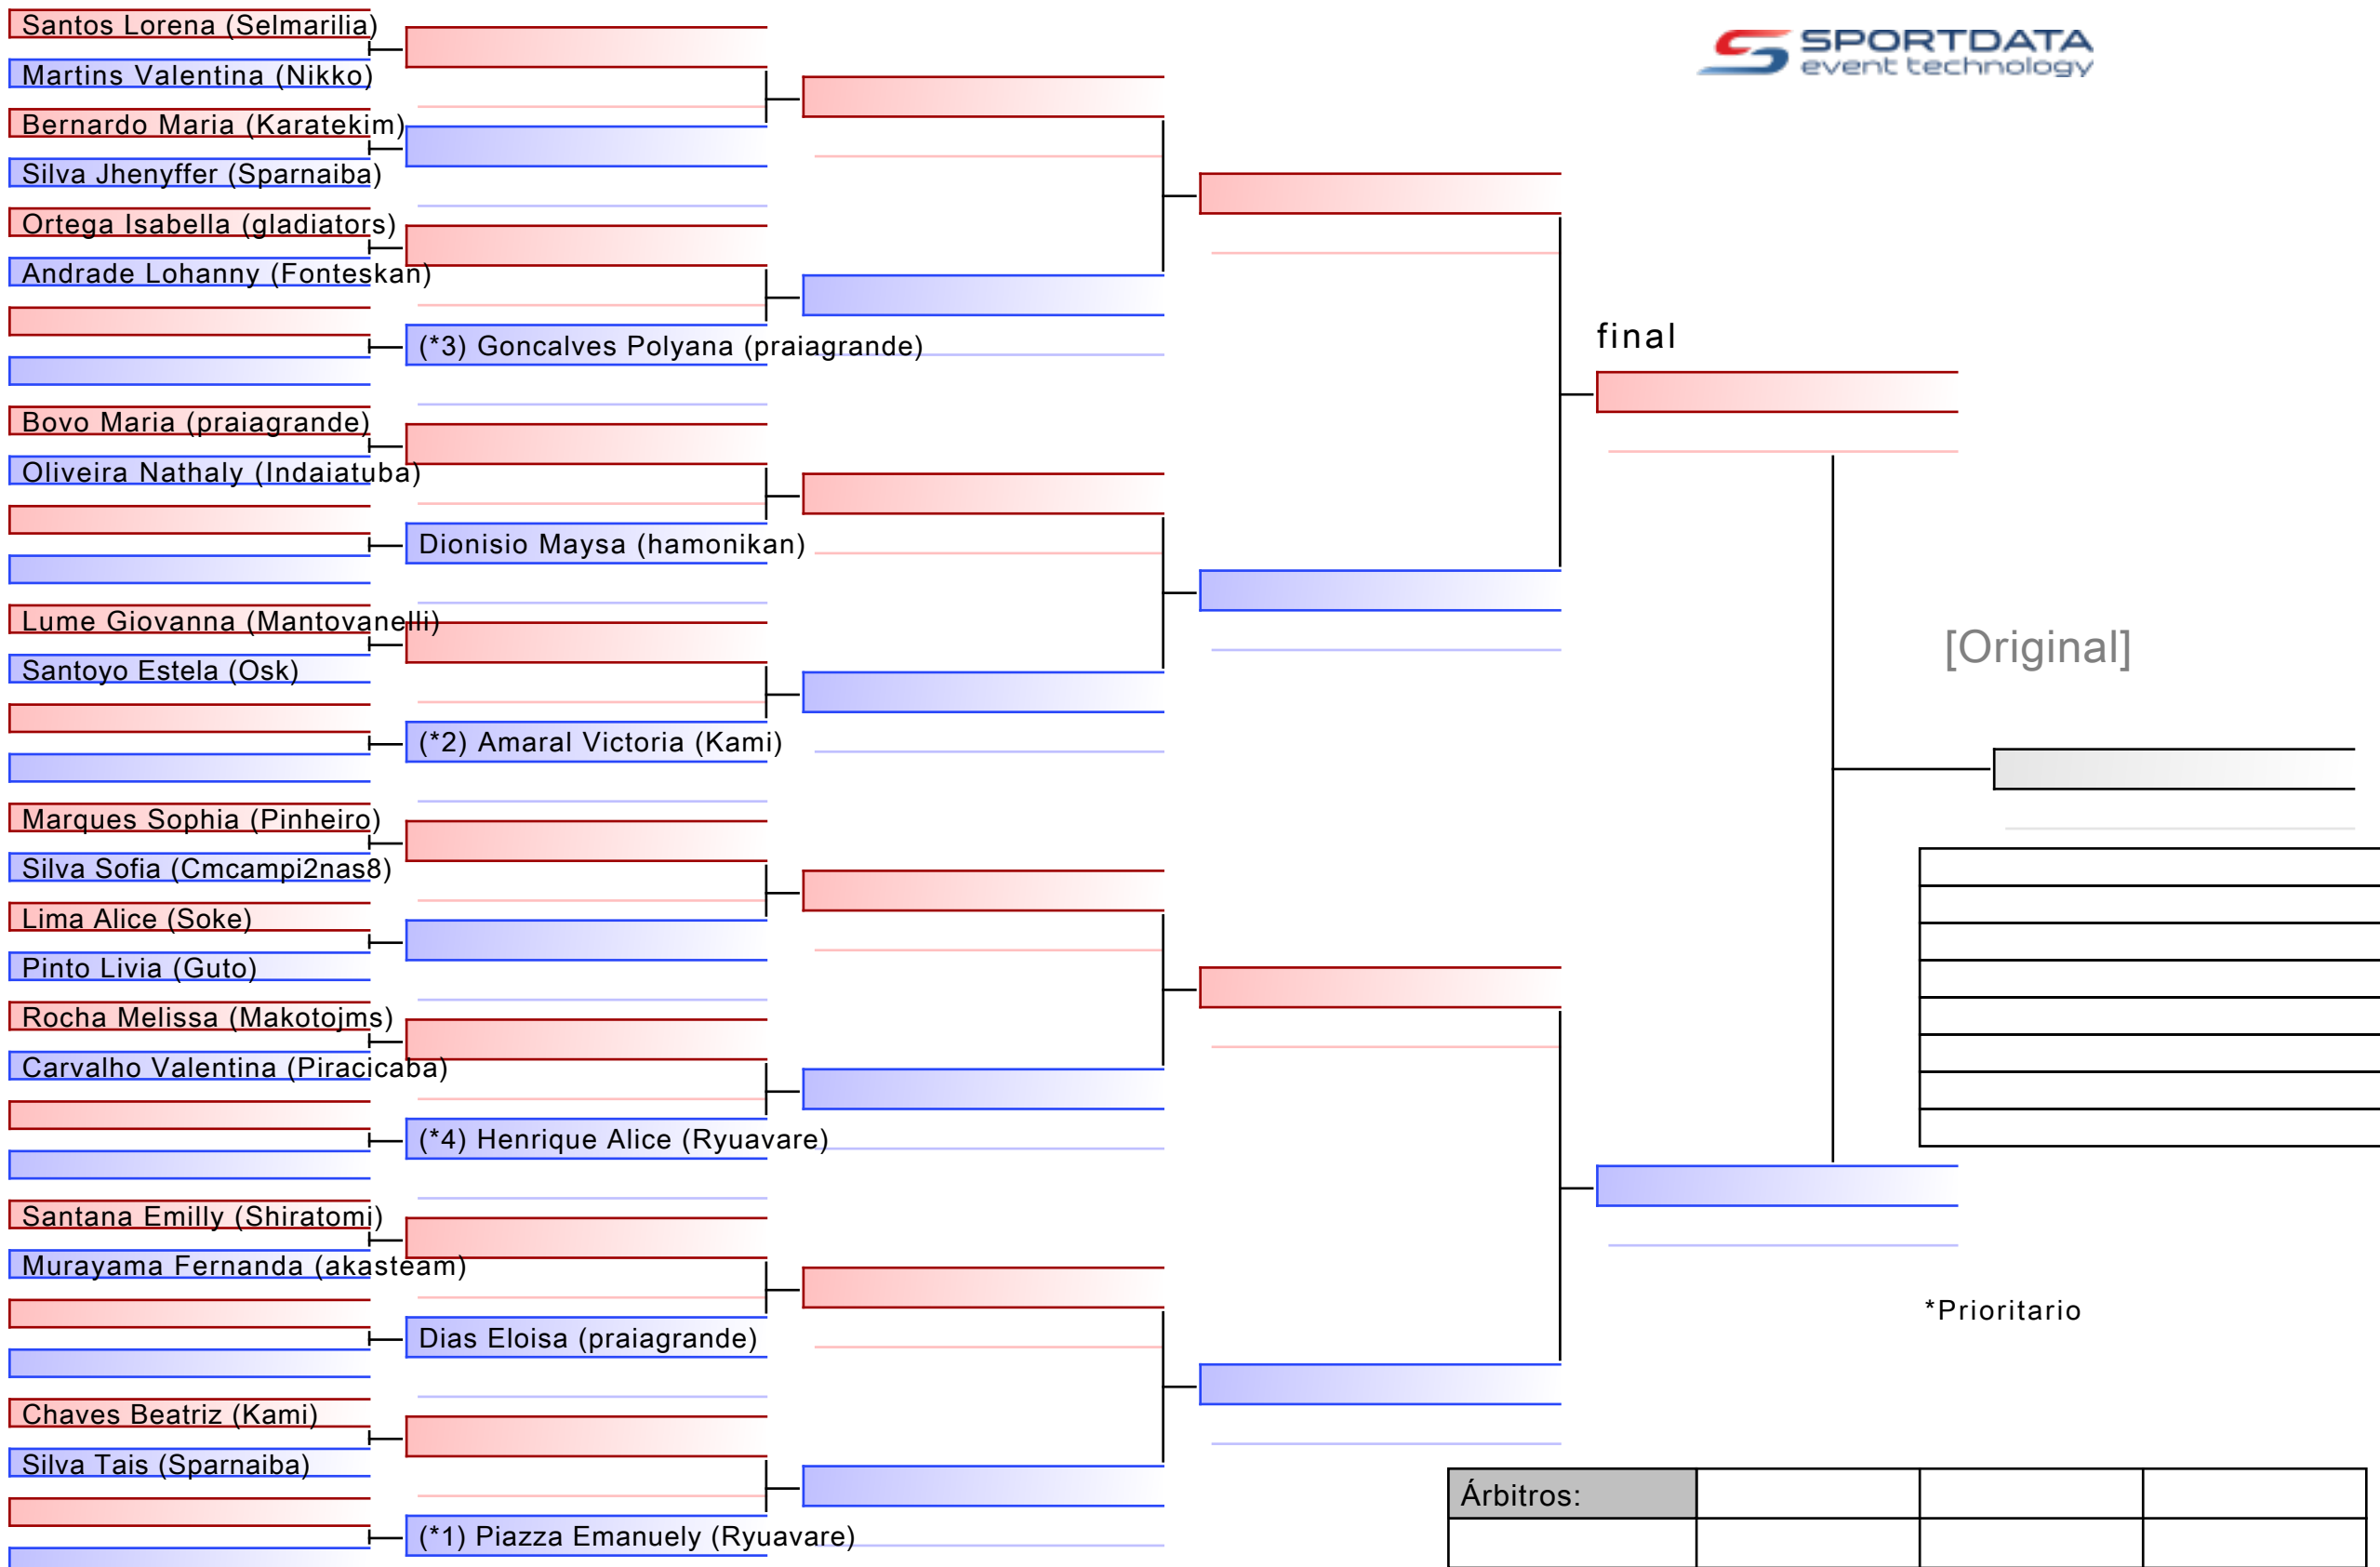 Santos Lorena (Selmarilia)
Martins Valentina (Nikko)
Bernardo Maria (Karatekim)
Silva Jhenyffer (Sparnaiba)
Ortega Isabella (gladiators)
Andrade Lohanny (Fonteskan)
(*3) Goncalves Polyana (praiagrande)
Bovo Maria (praiagrande)
Oliveira Nathaly (Indaiatuba)
Dionisio Maysa (hamonikan)
Lume Giovanna (Mantovanelli)
Santoyo Estela (Osk)
(*2) Amaral Victoria (Kami)
Marques Sophia (Pinheiro)
Silva Sofia (Cmcampi2nas8)
Lima Alice (Soke)
Pinto Livia (Guto)
Rocha Melissa (Makotojms)
Carvalho Valentina (Piracicaba)
(*4) Henrique Alice (Ryuavare)
Santana Emilly (Shiratomi)
Murayama Fernanda (akasteam)
Dias Eloisa (praiagrande)
Chaves Beatriz (Kami)
Silva Tais (Sparnaiba)
(*1) Piazza Emanuely (Ryuavare)
SPORTDATA
event technology
final
[Original]
*Prioritario
Árbitros: